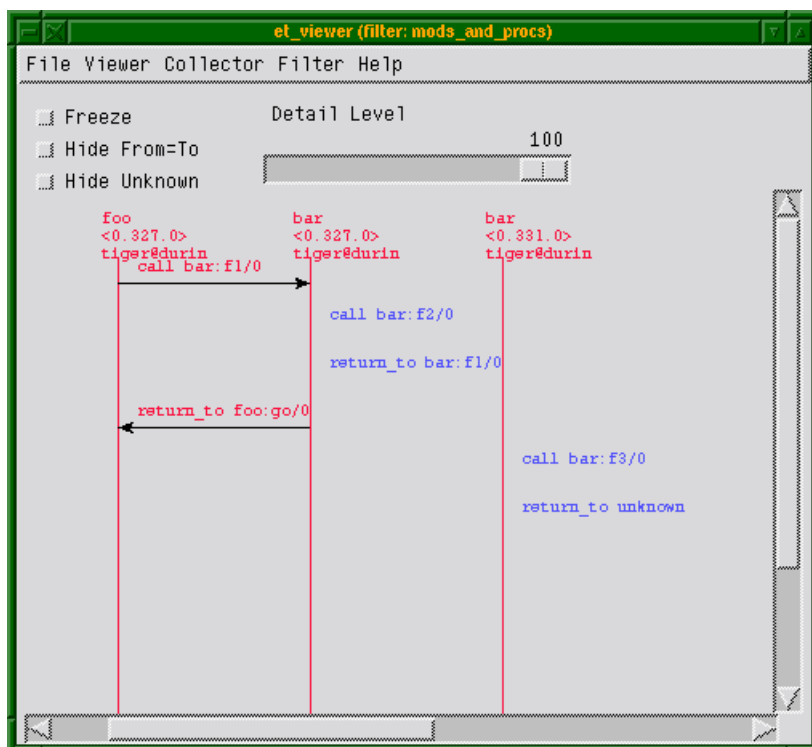 et_viewer (filter: mods_and_procs)
File Viewer Collector Filter Help
Freeze
Detail Level
Hide From=To
100
Hide Unknown
foo
<0.327.0>
tiger@durin
bar
<0.327.0>
tiger@durin
bar
<0.331.0>
tiger@durin
call bar:f1/0
call bar:f2/0
return_to bar:f1/0
return_to foo:go/0
call bar:f3/0
return_to unknown